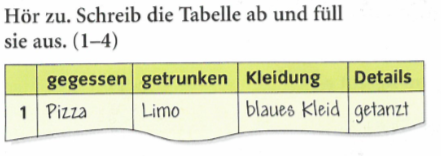 Hör zu. Schreib die Tabelle ab und füll
sie aus. (1–4)
gegessen getrunken Kleidung Details
1 Pizza Limo blaues Kleid getanzt